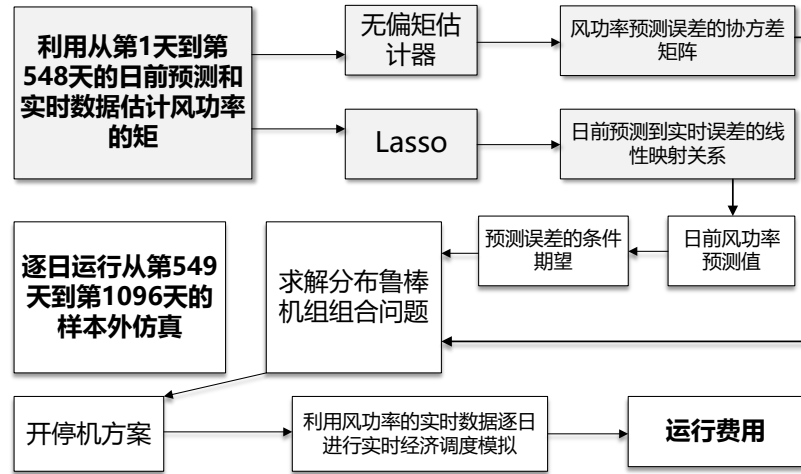 利用从第1天到第
548天的日前预测和
实时数据估计风功率
的矩
无偏矩估
计器
风功率预测误差的协方差
矩阵
Lasso
日前预测到实时误差的线
性映射关系
逐日运行从第549
天到第1096天的
样本外仿真
求解分布鲁棒
机组组合问题
预测误差的条件
期望
日前风功率
预测值
开停机方案
利用风功率的实时数据逐日
进行实时经济调度模拟
运行费用